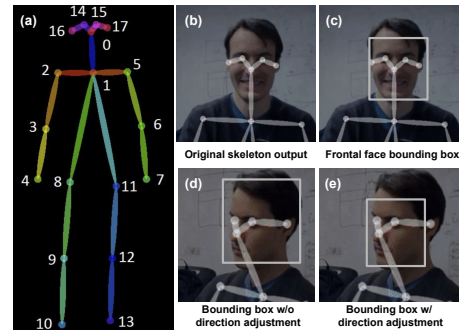 (a)
14 15
16 17
0
2 5
1
3 6
4 8 7
11
9 12
10 13
(b)
Original skeleton output
(c)
Frontal face bounding box
(d)
Bounding box w/o
direction adjustment
(e)
Bounding box w/
direction adjustment